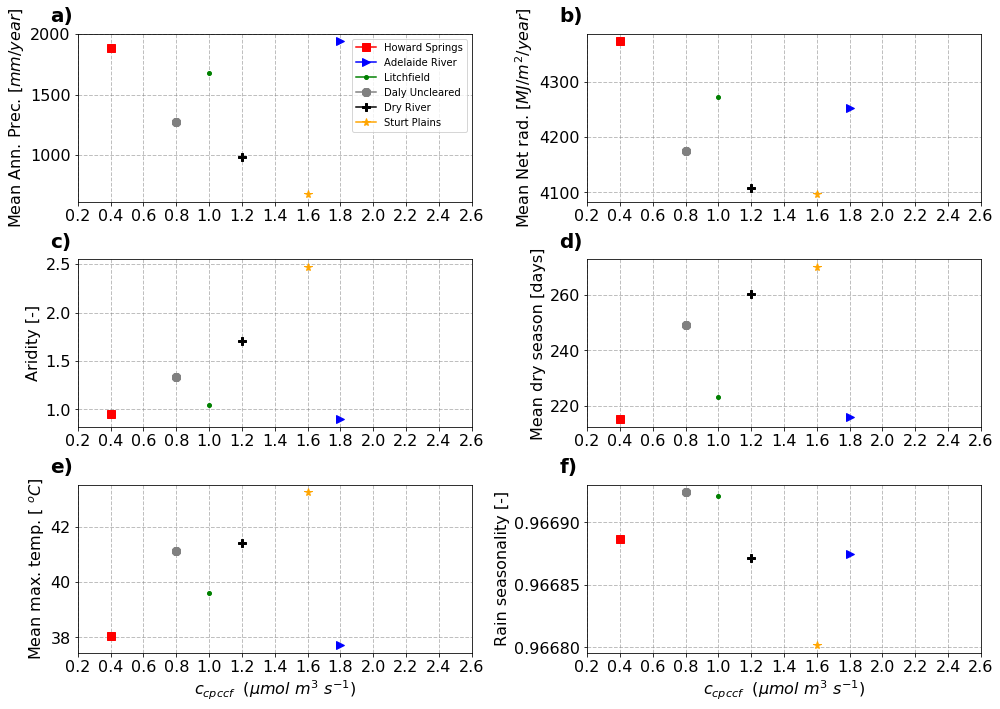 a)
Mean Ann. Prec. [mm/year]
2000
1500
1000
0.2 0.4 0.6 0.8 1.0 1.2 1.4 1.6 1.8 2.0 2.2 2.4 2.6
Howard Springs
Adelaide River
Litchfield
Daly Uncleared
Dry River
Sturt Plains
b)
Mean Net rad. [MJ/m²/year]
4300
4200
4100
0.2 0.4 0.6 0.8 1.0 1.2 1.4 1.6 1.8 2.0 2.2 2.4 2.6
c)
Aridity [-]
2.5
2.0
1.5
1.0
0.2 0.4 0.6 0.8 1.0 1.2 1.4 1.6 1.8 2.0 2.2 2.4 2.6
d)
Mean dry season [days]
260
240
220
0.2 0.4 0.6 0.8 1.0 1.2 1.4 1.6 1.8 2.0 2.2 2.4 2.6
e)
Mean max. temp. [ °C]
42
40
38
0.2 0.4 0.6 0.8 1.0 1.2 1.4 1.6 1.8 2.0 2.2 2.4 2.6
c_cpccf (μmol m³ s⁻¹)
f)
Rain seasonality [-]
0.96690
0.96685
0.96680
0.2 0.4 0.6 0.8 1.0 1.2 1.4 1.6 1.8 2.0 2.2 2.4 2.6
c_cpccf (μmol m³ s⁻¹)